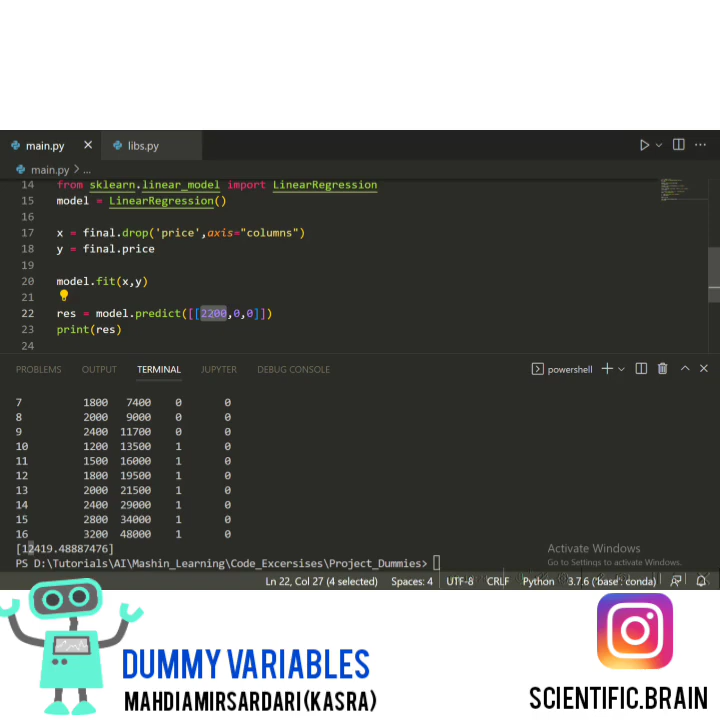 main.py libs.py
main.py > ...
14 from sklearn.linear_model import LinearRegression
15 model = LinearRegression()
16
17 x = final.drop('price',axis="columns")
18 y = final.price
19
20 model.fit(x,y)
21
22 res = model.predict([[2200,0,0]])
23 print(res)
24
PROBLEMS OUTPUT TERMINAL JUPYTER DEBUG CONSOLE powershell
7 1800 7400 0 0
8 2000 9000 0 0
9 2400 11700 0 0
10 1200 13500 1 0
11 1500 16000 1 0
12 1800 19500 1 0
13 2000 21500 1 0
14 2400 29000 1 0
15 2800 34000 1 0
16 3200 48000 1 0
[12419.48887476]
Activate Windows
Go to Settings to activate Windows.
PS D:\Tutorials\AI\Mashin_Learning\Code_Excersises\Project_Dummies>
Ln 22, Col 27 (4 selected) Spaces: 4 UTF-8 CRLF Python 3.7.6 ('base': conda)
DUMMY VARIABLES
MAHDIAMIRSARDARI(KASRA)
SCIENTIFIC.BRAIN